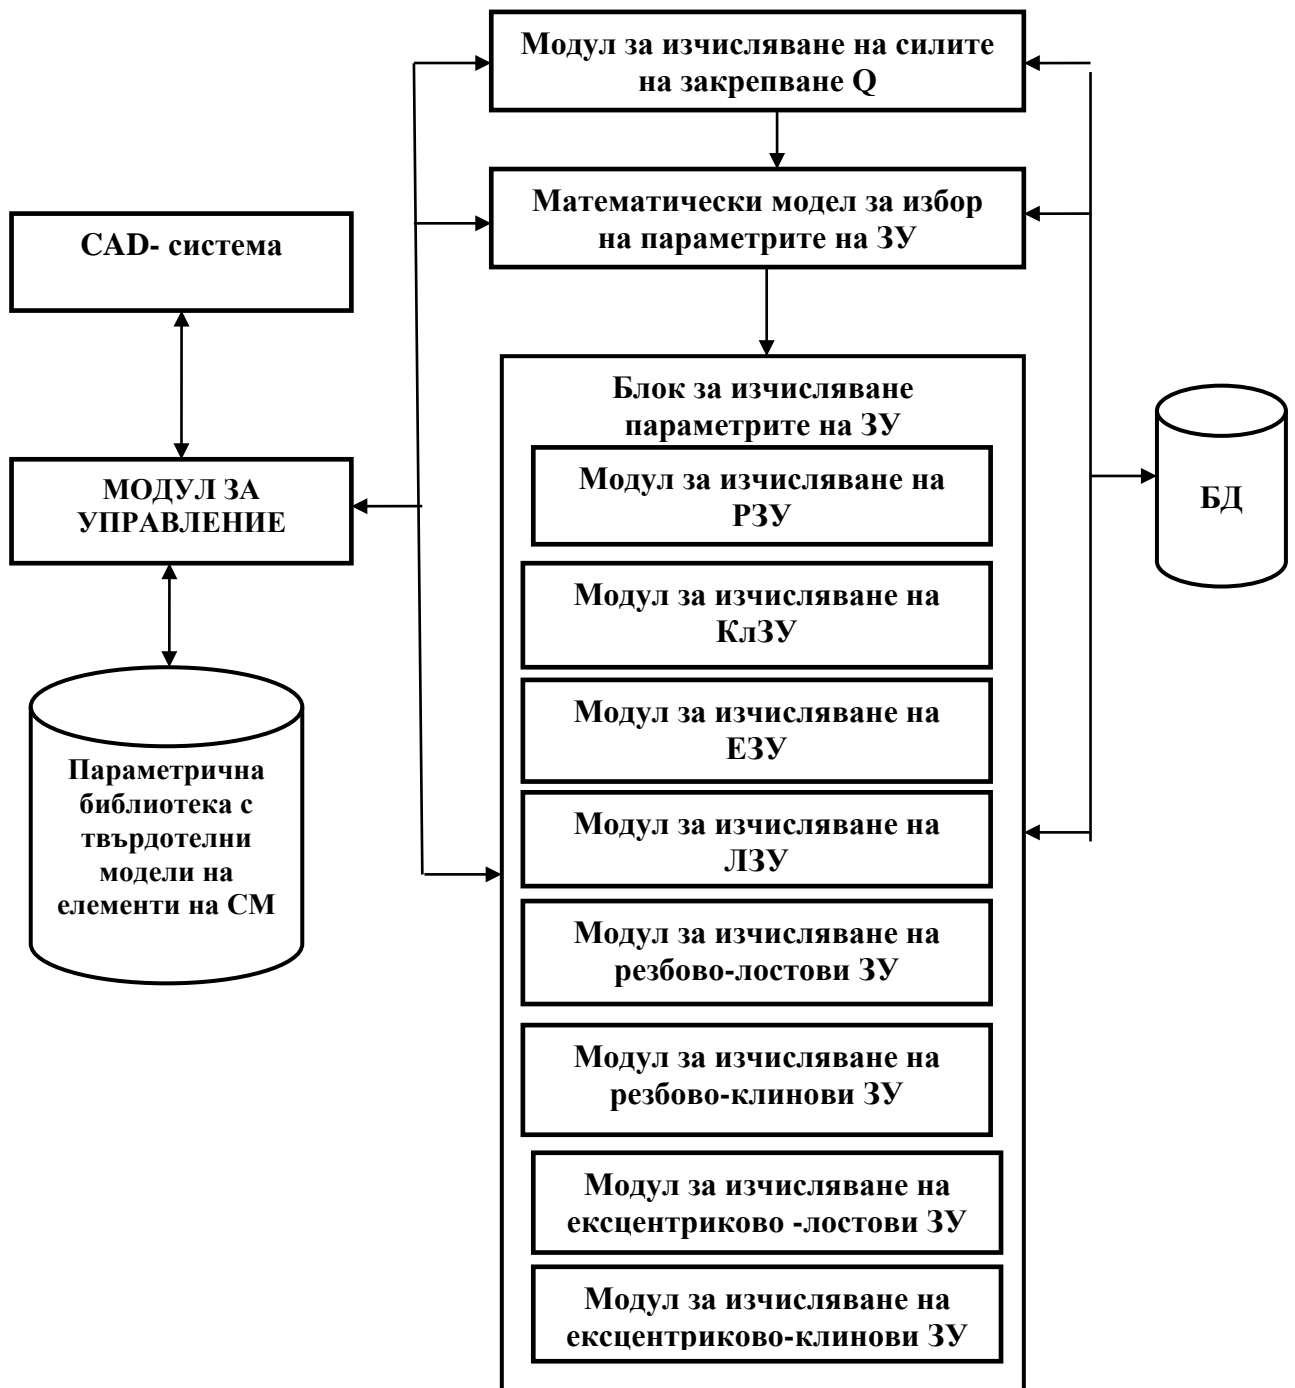 Модул за изчисляване на силите
на закрепване Q
Математически модел за избор
на параметрите на ЗУ
CAD- система
МОДУЛ ЗА
УПРАВЛЕНИЕ
Параметрична
библиотека с
твърдотелни
модели на
елементи на СМ
Блок за изчисляване
параметрите на ЗУ
Модул за изчисляване на
РЗУ
Модул за изчисляване на
КлЗУ
Модул за изчисляване на
ЕЗУ
Модул за изчисляване на
ЛЗУ
Модул за изчисляване на
резбово-лостови ЗУ
Модул за изчисляване на
резбово-клинови ЗУ
Модул за изчисляване на
ексцентриково -лостови ЗУ
Модул за изчисляване на
ексцентриково-клинови ЗУ
БД